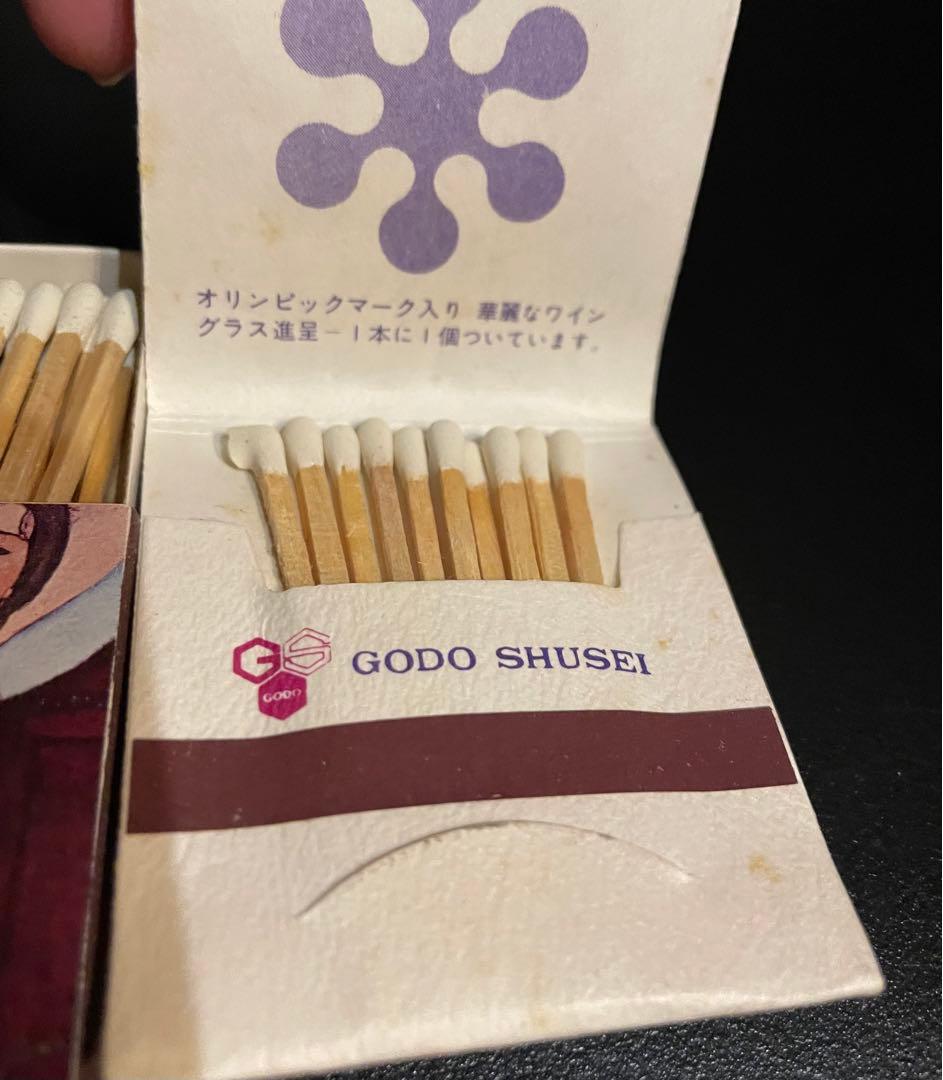 オリンピックマーク入り 華麗なワイン
グラス進呈－1本に1個ついています。
GS
GODO
GODO SHUSEI